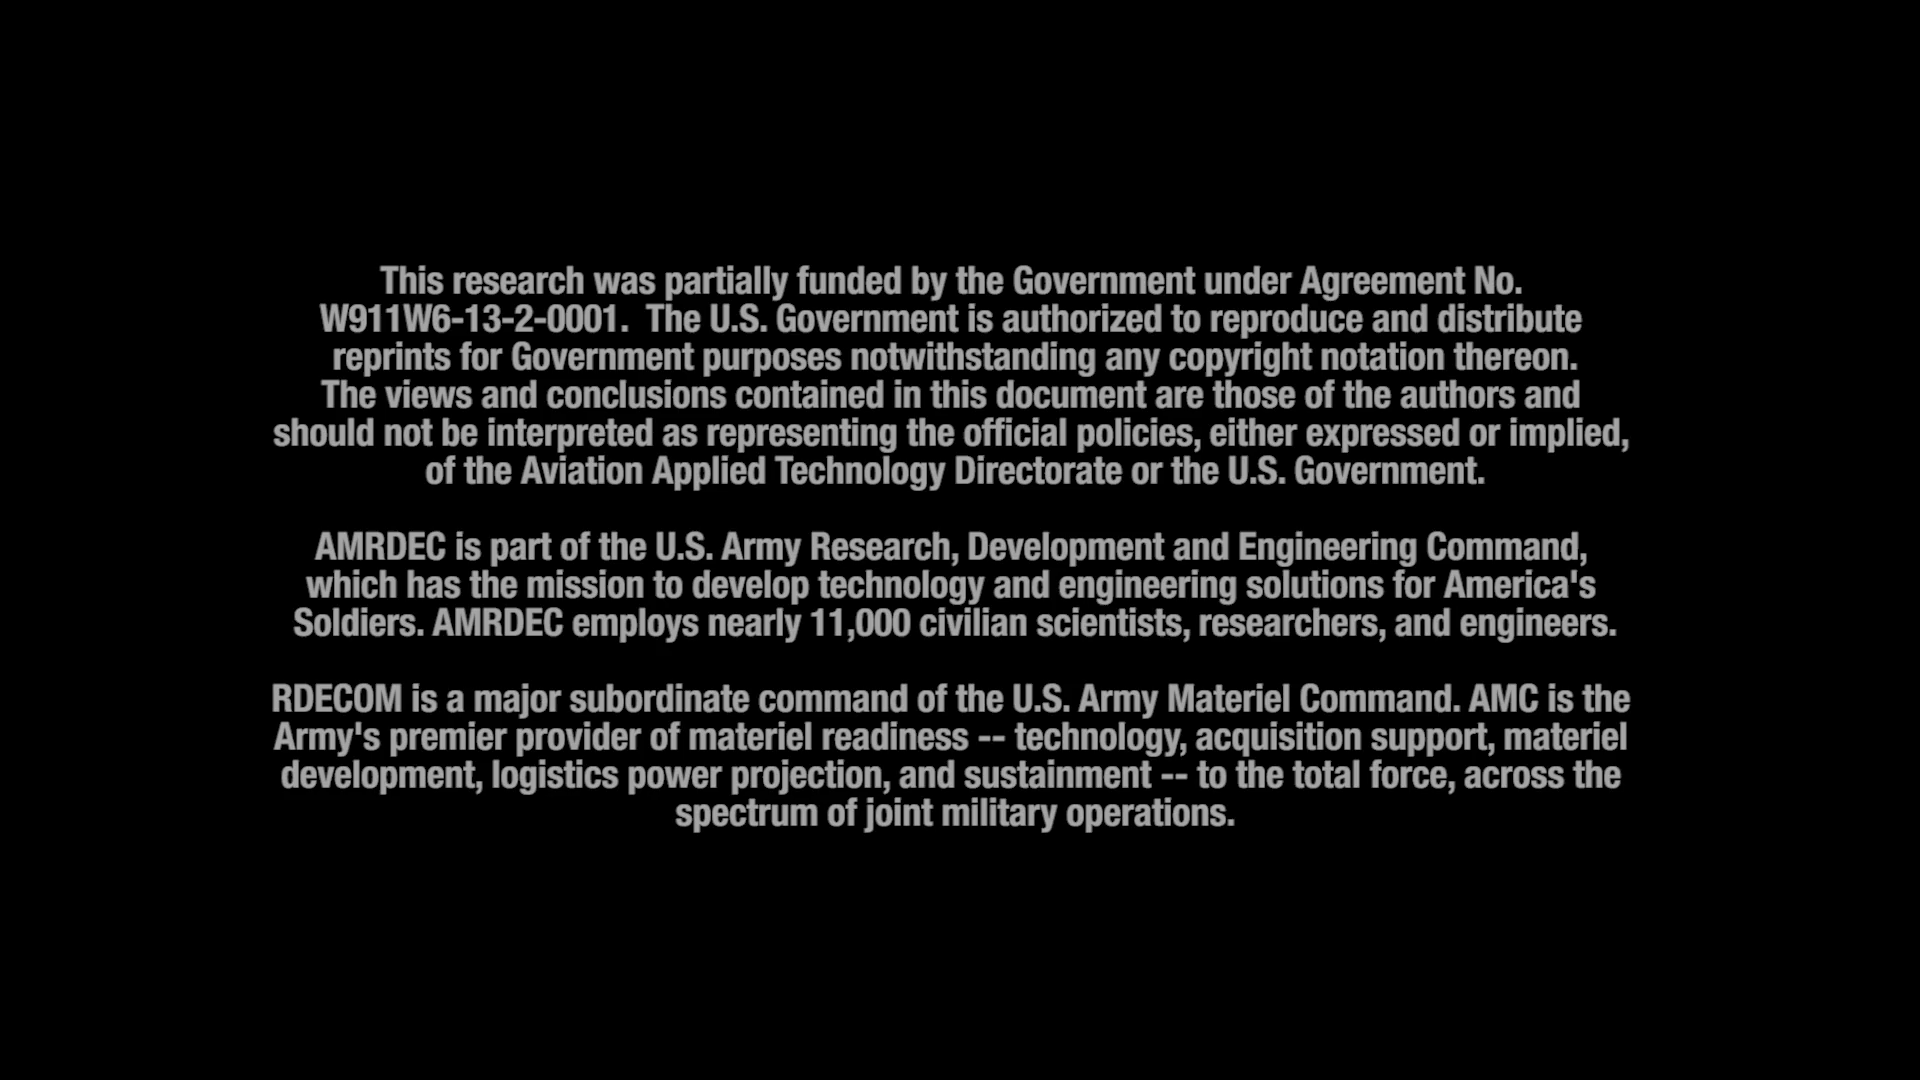 This research was partially funded by the Government under Agreement No.
W911W6-13-2-0001.  The U.S. Government is authorized to reproduce and distribute
reprints for Government purposes notwithstanding any copyright notation thereon.
The views and conclusions contained in this document are those of the authors and
should not be interpreted as representing the official policies, either expressed or implied,
of the Aviation Applied Technology Directorate or the U.S. Government.
AMRDEC is part of the U.S. Army Research, Development and Engineering Command,
which has the mission to develop technology and engineering solutions for America's
Soldiers. AMRDEC employs nearly 11,000 civilian scientists, researchers, and engineers.
RDECOM is a major subordinate command of the U.S. Army Materiel Command. AMC is the
Army's premier provider of materiel readiness -- technology, acquisition support, materiel
development, logistics power projection, and sustainment -- to the total force, across the
spectrum of joint military operations.